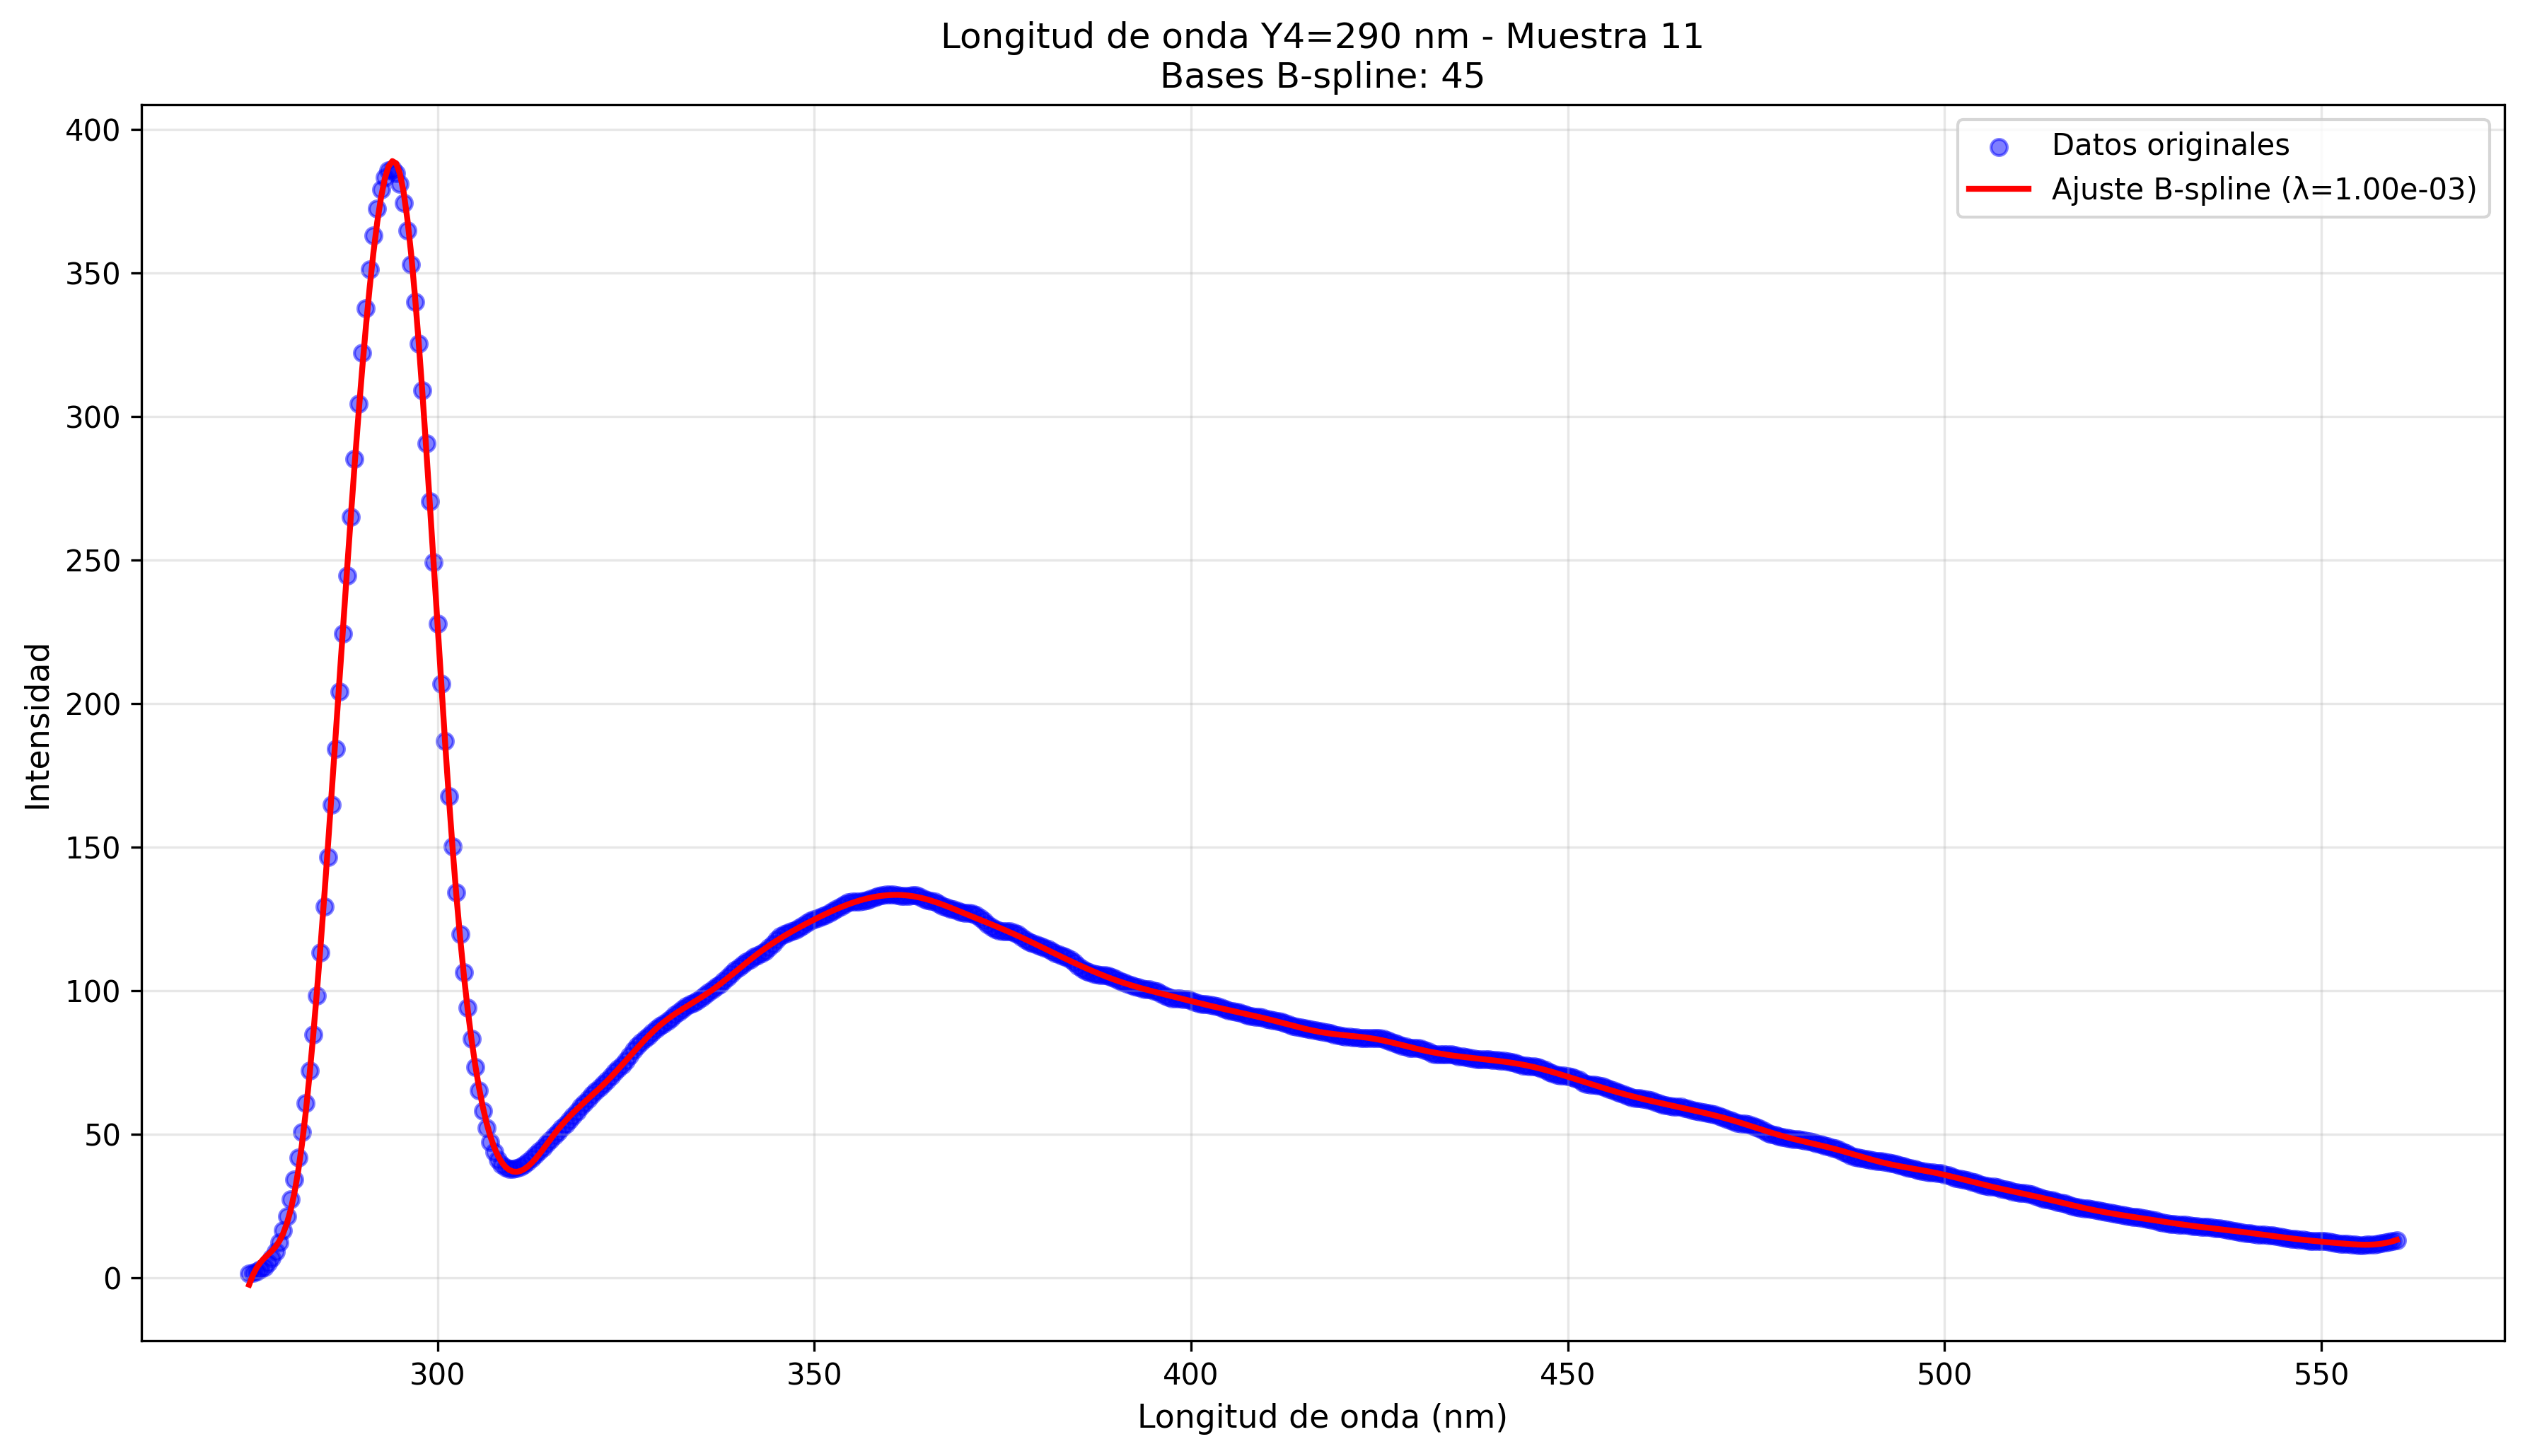 Longitud de onda Y4=290 nm - Muestra 11
Bases B-spline: 45
Datos originales
Ajuste B-spline (λ=1.00e-03)
Intensidad
400
350
300
250
200
150
100
50
0
300
350
400
450
500
550
Longitud de onda (nm)